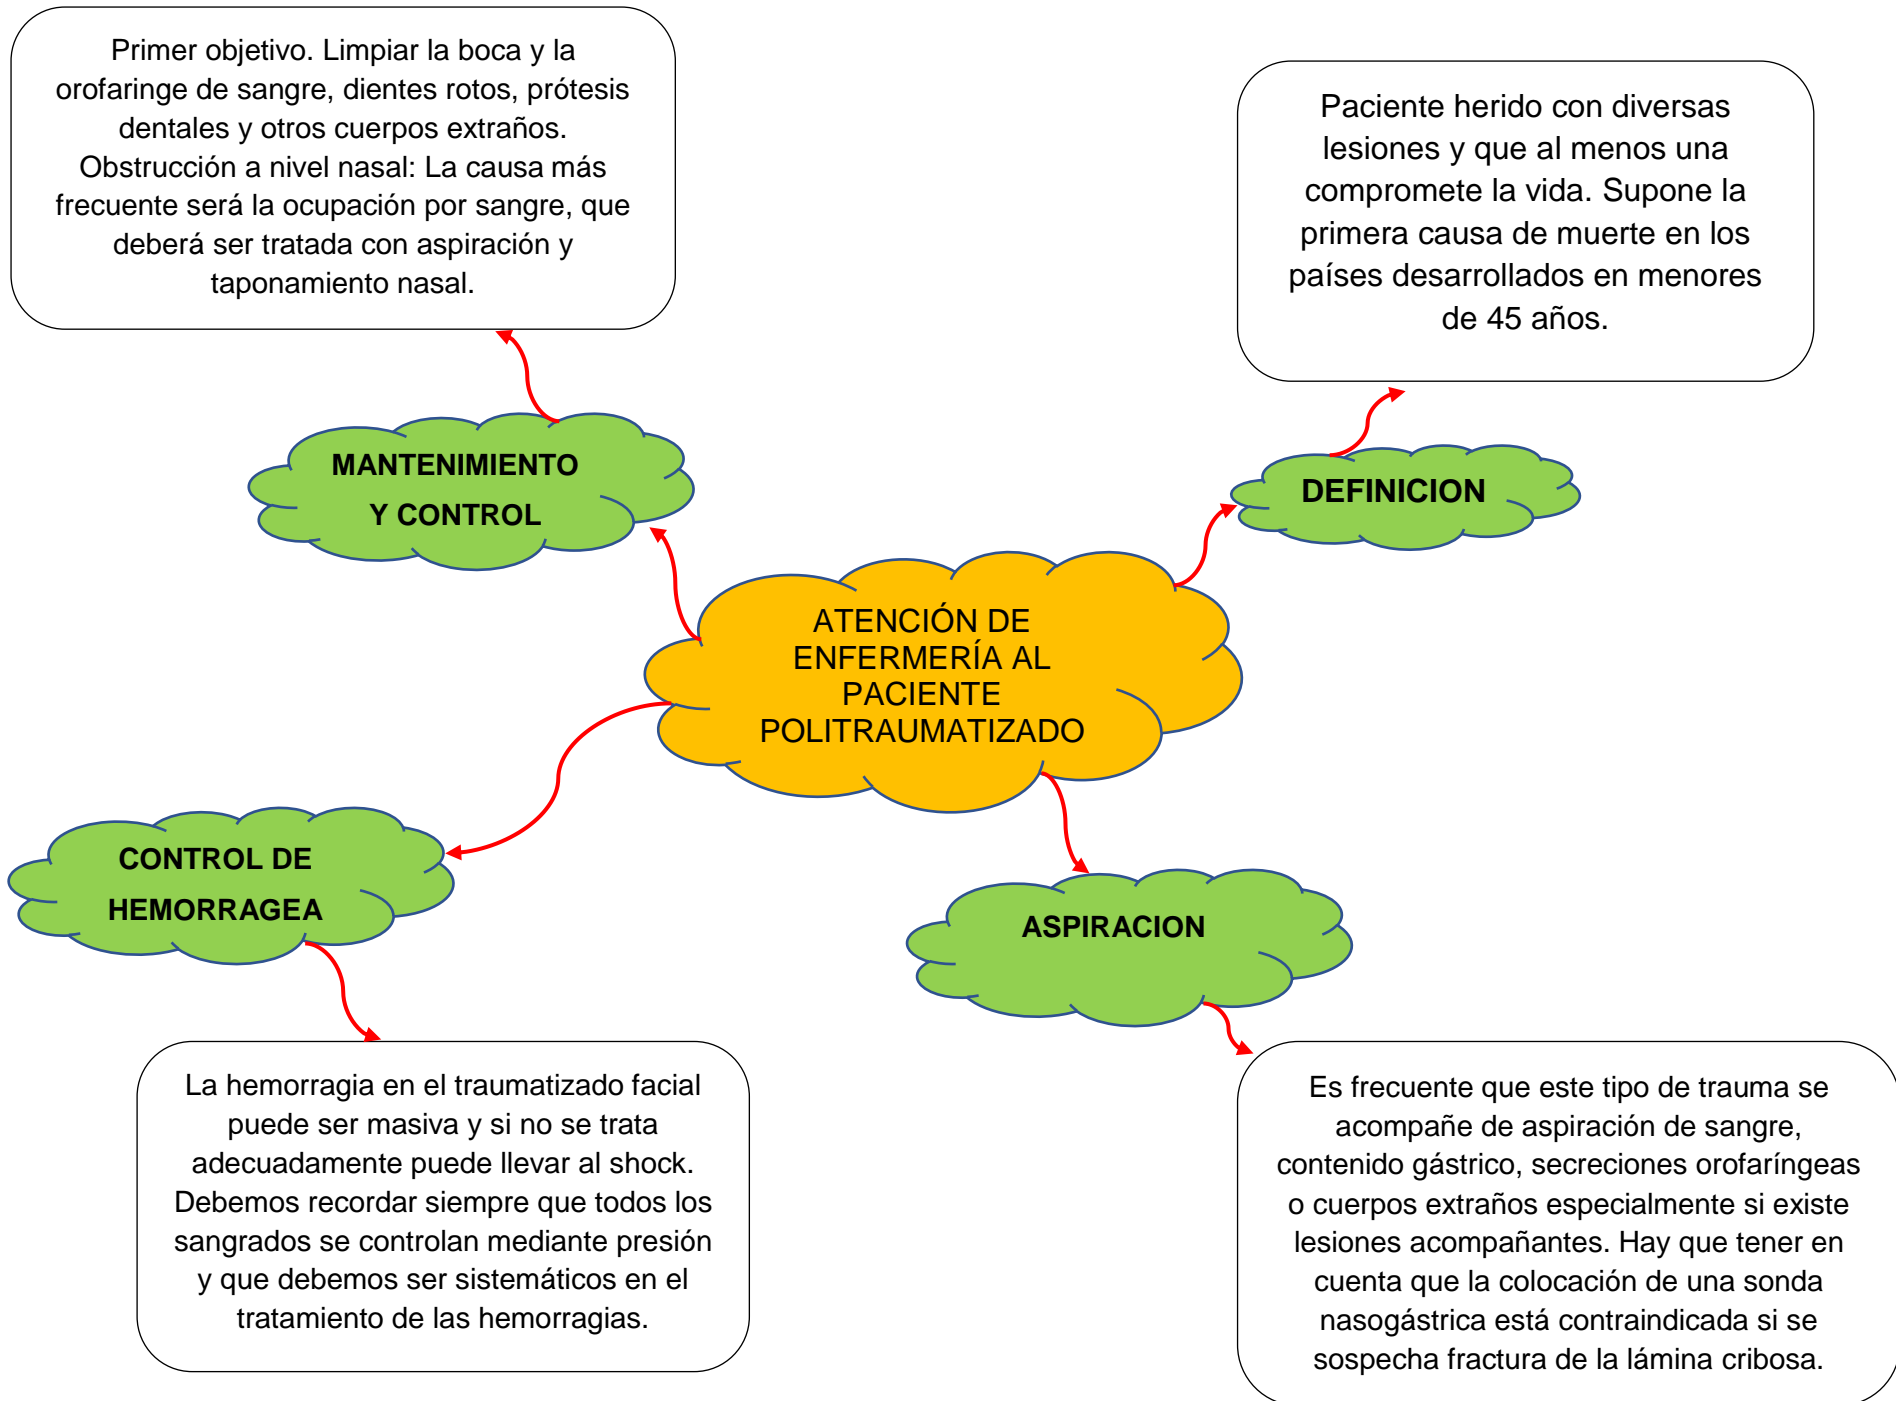 Primer objetivo. Limpiar la boca y la
orofaringe de sangre, dientes rotos, prótesis
dentales y otros cuerpos extraños.
Obstrucción a nivel nasal: La causa más
frecuente será la ocupación por sangre, que
deberá ser tratada con aspiración y
taponamiento nasal.
Paciente herido con diversas
lesiones y que al menos una
compromete la vida. Supone la
primera causa de muerte en los
países desarrollados en menores
de 45 años.
MANTENIMIENTO
Y CONTROL
DEFINICION
ATENCIÓN DE
ENFERMERÍA AL
PACIENTE
POLITRAUMATIZADO
CONTROL DE
HEMORRAGEA
ASPIRACION
La hemorragia en el traumatizado facial
puede ser masiva y si no se trata
adecuadamente puede llevar al shock.
Debemos recordar siempre que todos los
sangrados se controlan mediante presión
y que debemos ser sistemáticos en el
tratamiento de las hemorragias.
Es frecuente que este tipo de trauma se
acompañe de aspiración de sangre,
contenido gástrico, secreciones orofaríngeas
o cuerpos extraños especialmente si existe
lesiones acompañantes. Hay que tener en
cuenta que la colocación de una sonda
nasogástrica está contraindicada si se
sospecha fractura de la lámina cribosa.